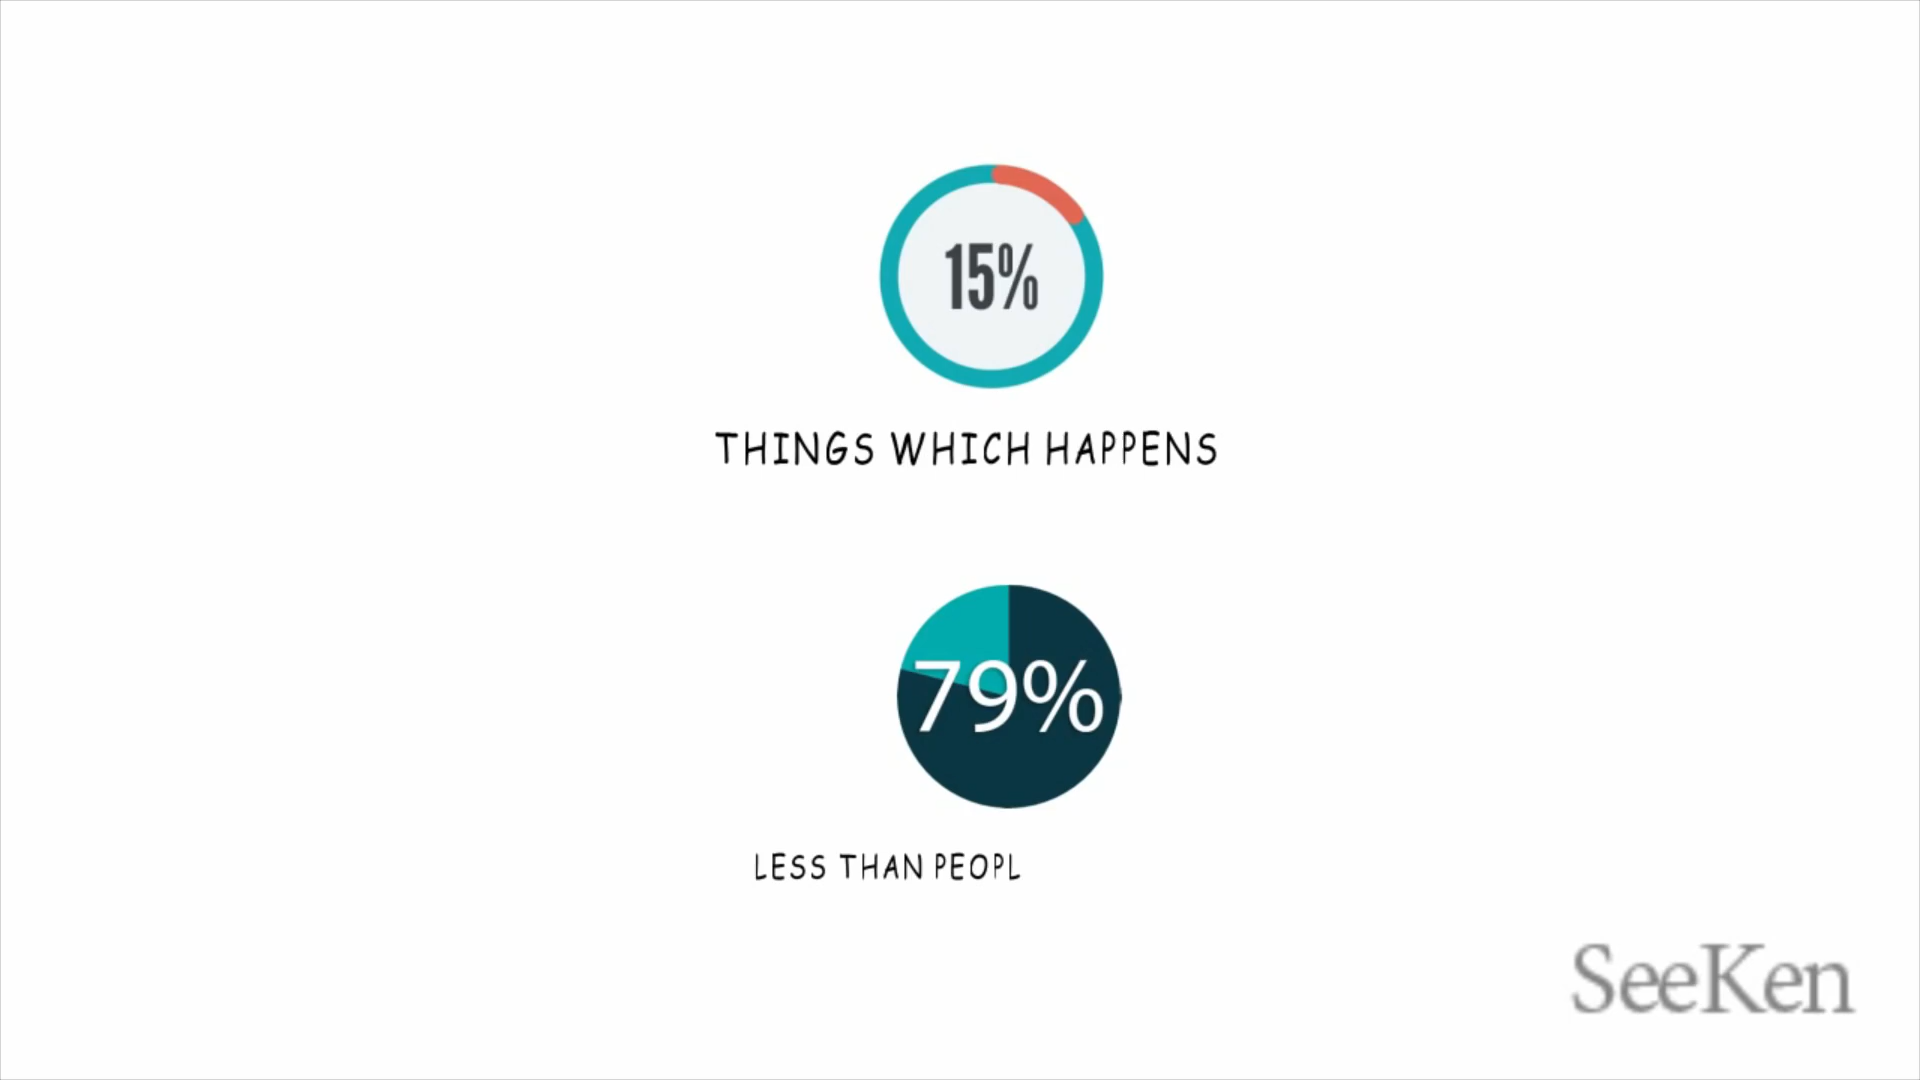 15%
THINGS WHICH HAPPENS
79%
LESS THAN PEOPL
SeeKen